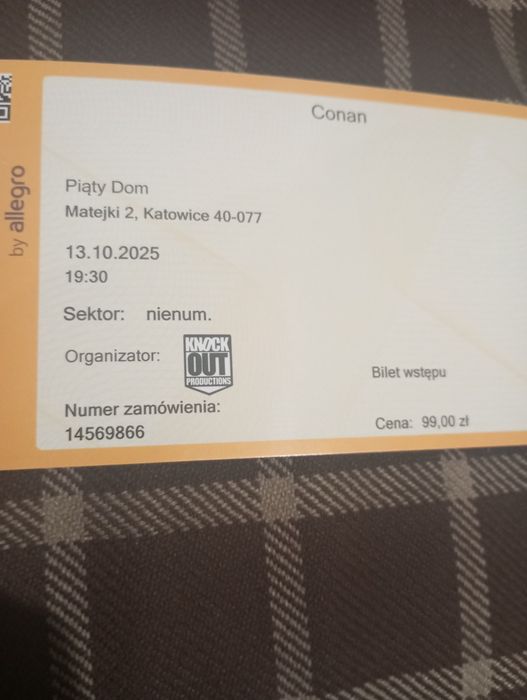 Conan
by allegro
Piąty Dom
Matejki 2, Katowice 40-077
13.10.2025
19:30
Sektor: nienum.
Organizator: KNOCK
OUT
PRODUCTIONS
Bilet wstępu
Numer zamówienia:
14569866
Cena: 99,00 zł